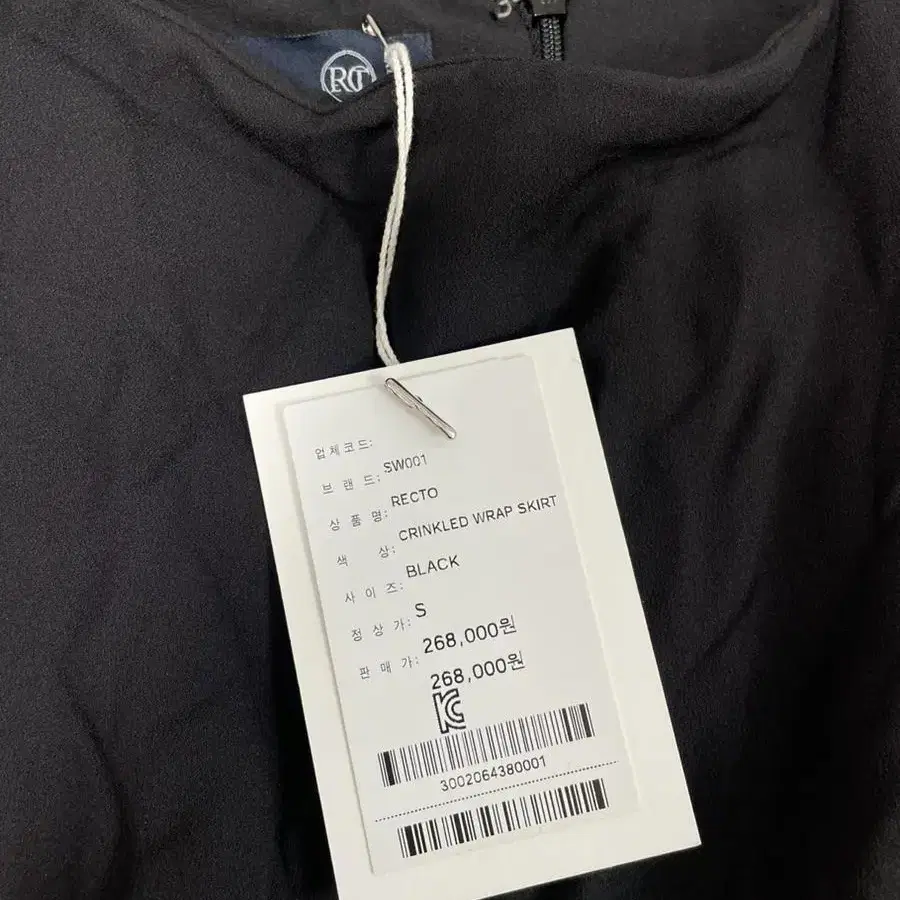 RCT
업체코드: SW001
브 랜 드: RECTO
상 품 명: CRINKLED WRAP SKIRT
색 상: BLACK
사 이 즈: S
정 상 가: 268,000원
판 매 가: 268,000원
KC
3002064380001